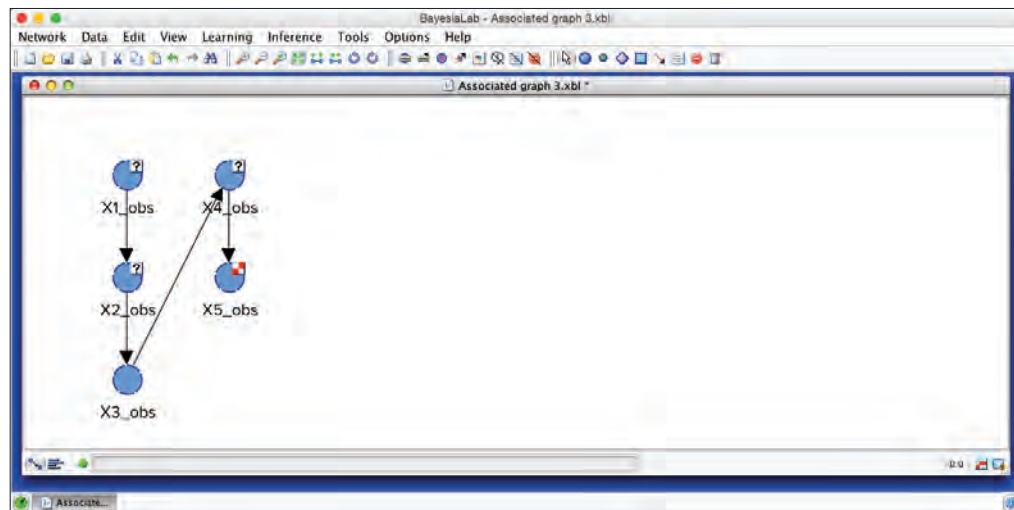 BayesiaLab - Associated graph 3.xbl
Network Data Edit View Learning Inference Tools Options Help
Associated graph 3.xbl *
?
?
X1_obs
X4_obs
?
X2_obs
X5_obs
X3_obs
Associate...